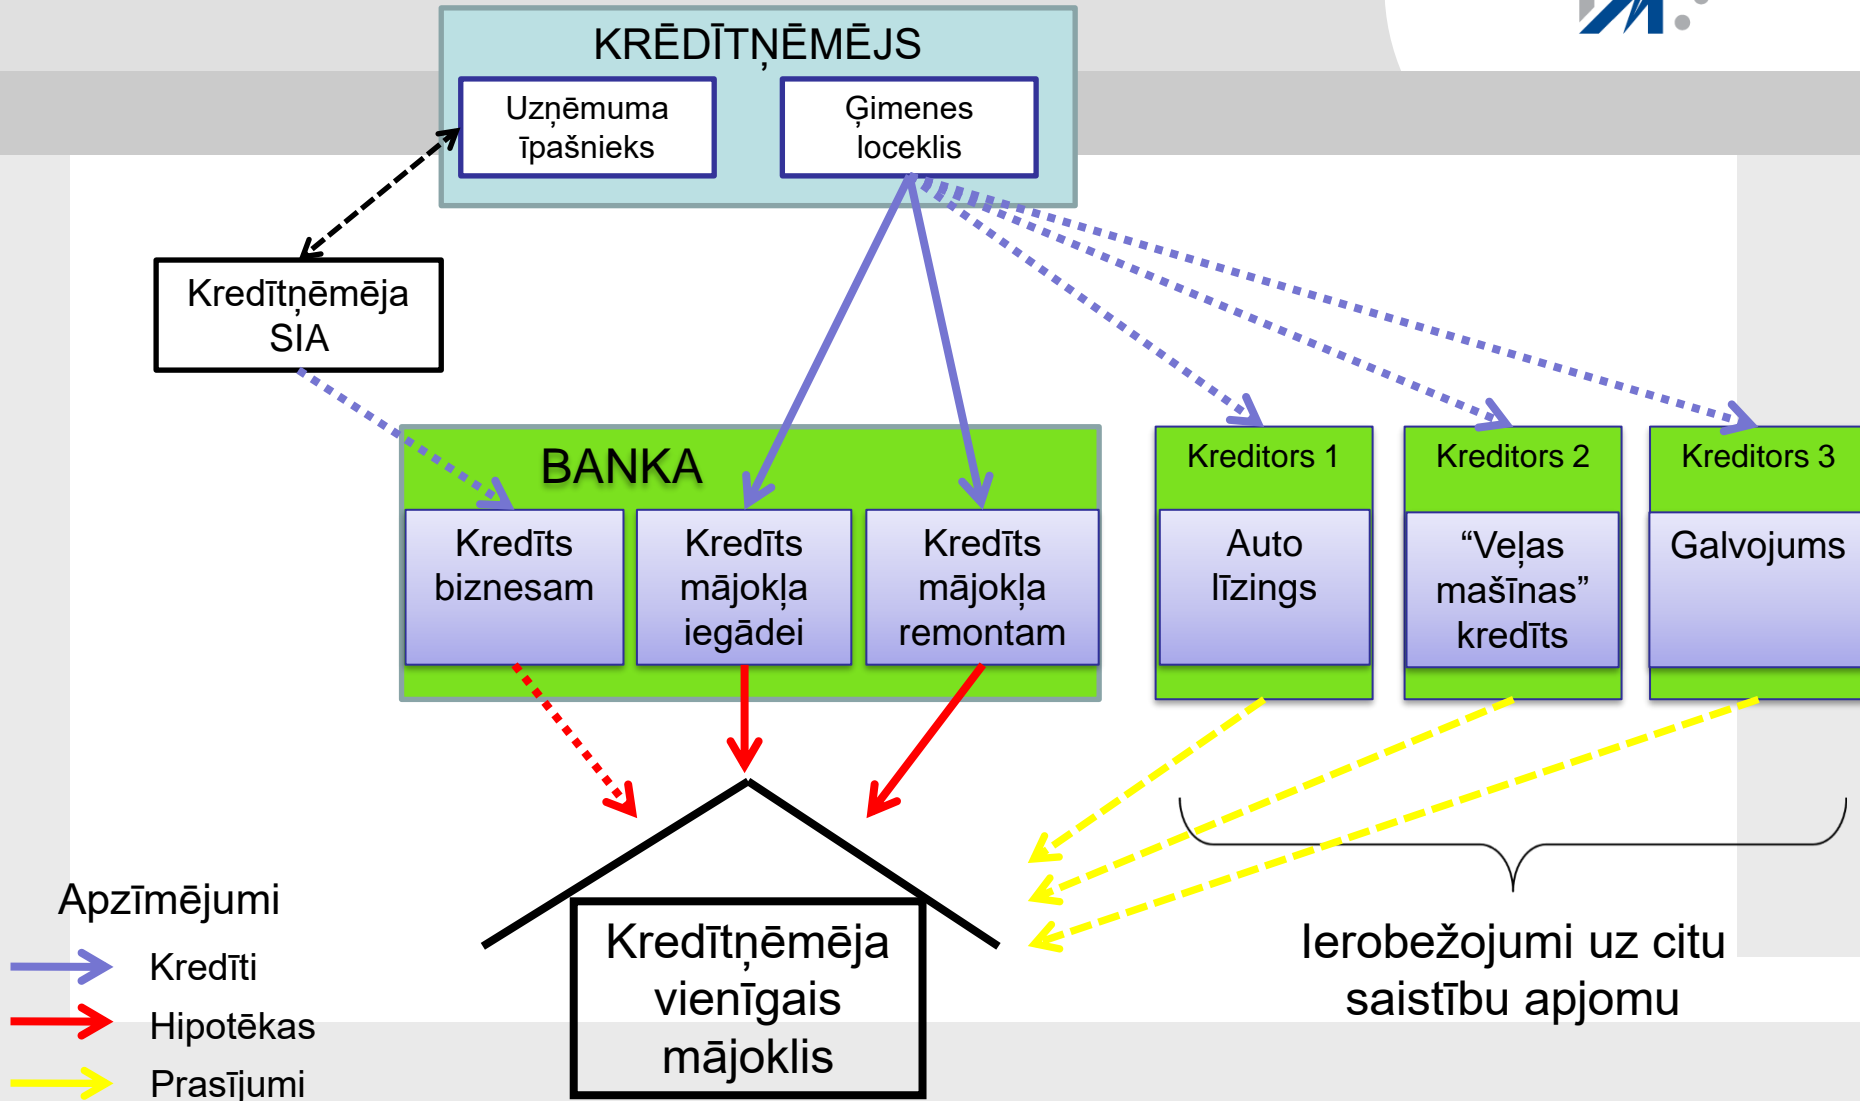 KRĒDĪTŅĒMĒJS
Uzņēmuma
īpašnieks
Ģimenes
loceklis
Kredītņēmēja
SIA
BANKA
Kredīts
biznesam
Kredīts
mājokļa
iegādei
Kredīts
mājokļa
remontam
Kreditors 1
Auto
līzings
Kreditors 2
“Veļas
mašīnas”
kredīts
Kreditors 3
Galvojums
Kredītņēmēja
vienīgais
mājoklis
Ierobežojumi uz citu
saistību apjomu
Apzīmējumi
Kredīti
Hipotēkas
Prasījumi